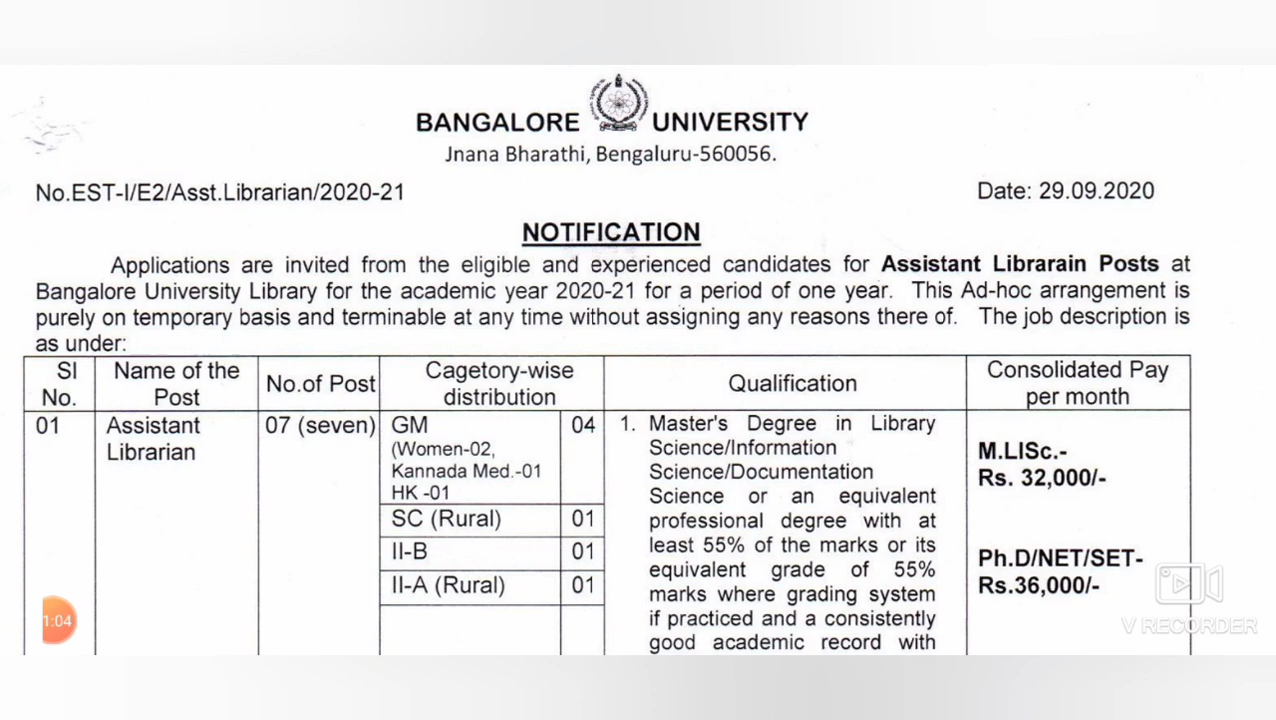 BANGALORE UNIVERSITY
Jnana Bharathi, Bengaluru-560056.
No.EST-I/E2/Asst.Librarian/2020-21 Date: 29.09.2020
NOTIFICATION
Applications are invited from the eligible and experienced candidates for Assistant Librarain Posts at
Bangalore University Library for the academic year 2020-21 for a period of one year. This Ad-hoc arrangement is
purely on temporary basis and terminable at any time without assigning any reasons there of. The job description is
as under:
Sl No.
Name of the Post
No.of Post
Cagetory-wise distribution
Qualification
Consolidated Pay per month
01
Assistant
Librarian
07 (seven)
GM 04
(Women-02,
Kannada Med.-01
HK -01
SC (Rural) 01
II-B 01
II-A (Rural) 01
1. Master's Degree in Library
Science/Information
Science/Documentation
Science or an equivalent
professional degree with at
least 55% of the marks or its
equivalent grade of 55%
marks where grading system
if practiced and a consistently
good academic record with
M.LISc.-
Rs. 32,000/-
Ph.D/NET/SET-
Rs.36,000/-
1:04
V RECORDER